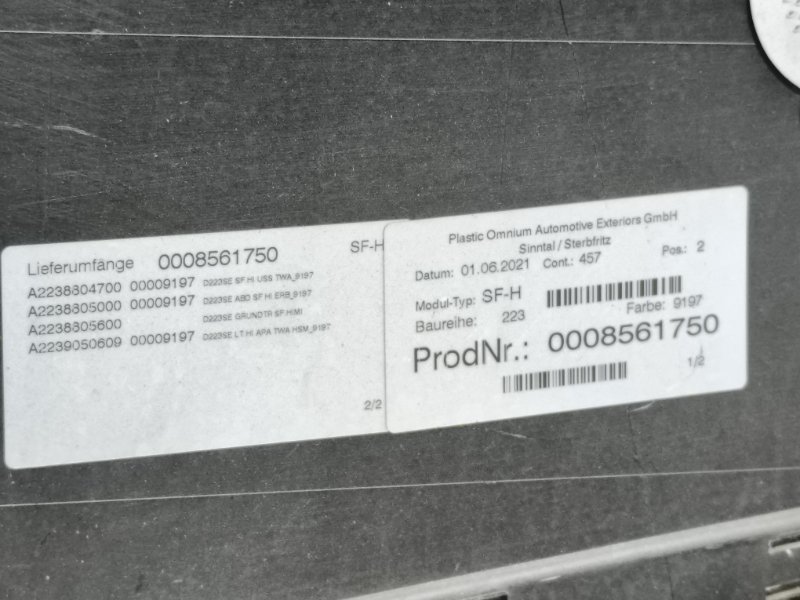 Lieferumfänge 0008561750 SF-H
A2238804700 00009197 D223SE SF HI USS TWA_9197
A2238805000 00009197 D223SE ABD SF HI ERB_9197
A2238805600 D223SE GRUNDTR SF HIMI
A2239050609 00009197 D223SE LT HI APA TWA HSM_9197
2/2
Plastic Omnium Automotive Exteriors GmbH
Sinntal / Sterbfritz
Datum: 01.06.2021 Cont.: 457 Pos.: 2
Modul-Typ: SF-H
Baureihe: 223 Farbe: 9197
ProdNr.: 0008561750
1/2